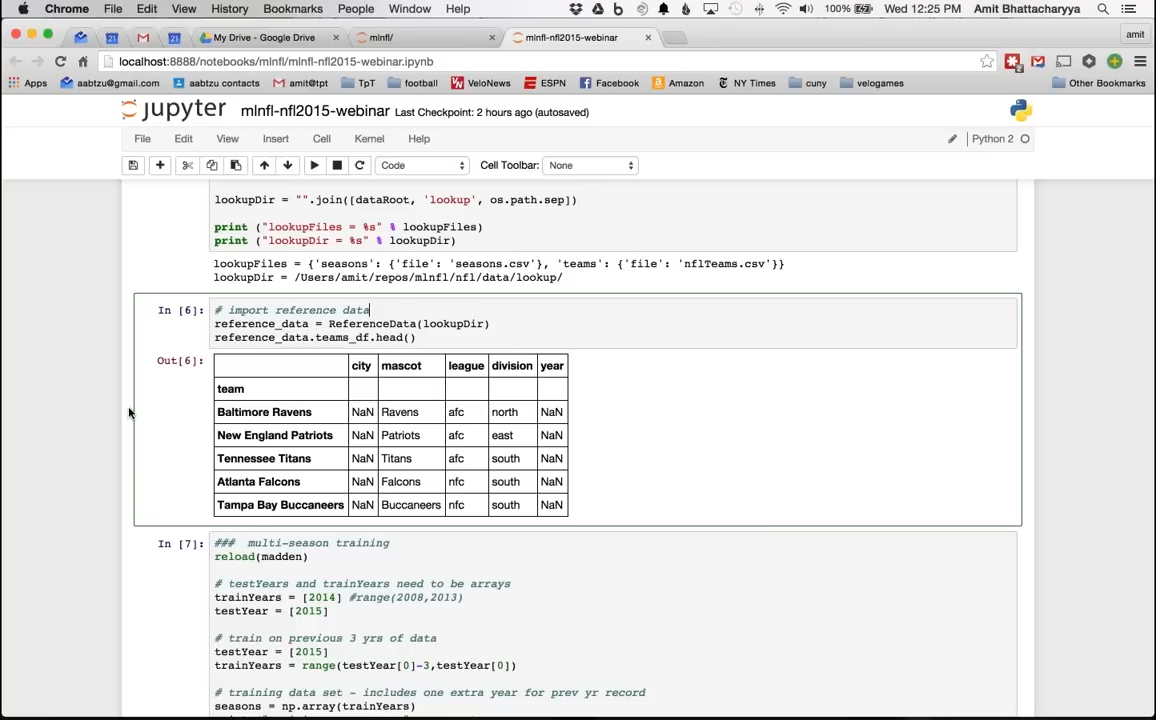 Chrome File Edit View History Bookmarks People Window Help 100% Wed 12:25 PM Amit Bhattacharyya
21 21 My Drive - Google Drive × mlnfl/ × mlnfl-nfl2015-webinar × amit
localhost:8888/notebooks/mlnfl/mlnfl-nfl2015-webinar.ipynb
Apps aabtzu@gmail.com aabtzu contacts amit@tpt TpT football VeloNews ESPN Facebook Amazon NY Times cuny velogames Other Bookmarks
jupyter mlnfl-nfl2015-webinar Last Checkpoint: 2 hours ago (autosaved)
File Edit View Insert Cell Kernel Help Python 2
Code Cell Toolbar: None
lookupDir = "".join([dataRoot, 'lookup', os.path.sep])
print ("lookupFiles = %s" % lookupFiles)
print ("lookupDir = %s" % lookupDir)
lookupFiles = {'seasons': {'file': 'seasons.csv'}, 'teams': {'file': 'nflTeams.csv'}}
lookupDir = /Users/amit/repos/mlnfl/nfl/data/lookup/
In [6]: # import reference data
reference_data = ReferenceData(lookupDir)
reference_data.teams_df.head()
Out[6]: city mascot league division year
team
Baltimore Ravens NaN Ravens afc north NaN
New England Patriots NaN Patriots afc east NaN
Tennessee Titans NaN Titans afc south NaN
Atlanta Falcons NaN Falcons nfc south NaN
Tampa Bay Buccaneers NaN Buccaneers nfc south NaN
In [7]: ### multi-season training
reload(madden)
# testYears and trainYears need to be arrays
trainYears = [2014] #range(2008,2013)
testYear = [2015]
# train on previous 3 yrs of data
testYear = [2015]
trainYears = range(testYear[0]-3,testYear[0])
# training data set - includes one extra year for prev yr record
seasons = np.array(trainYears)